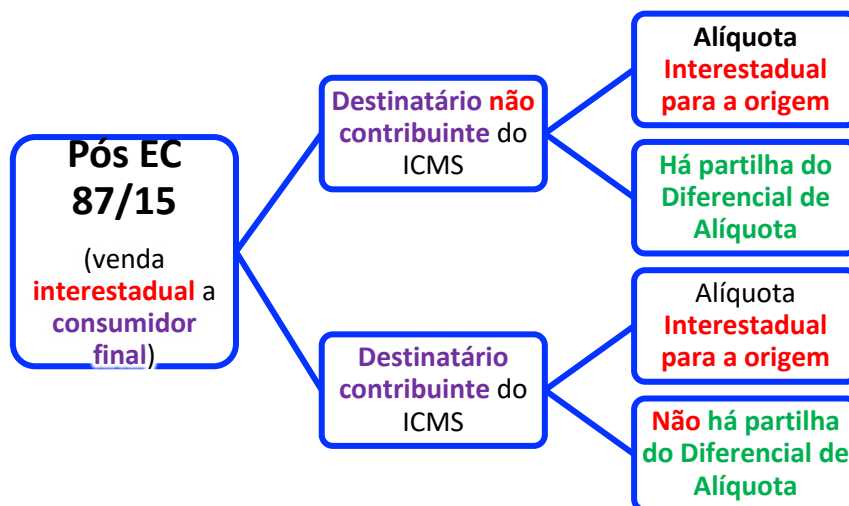 Pós EC
87/15
(venda
interestadual a
consumidor
final)
Destinatário não
contribuinte do
ICMS
Alíquota
Interestadual
para a origem
Há partilha do
Diferencial de
Alíquota
Destinatário
contribuinte do
ICMS
Alíquota
Interestadual
para a origem
Não há partilha
do Diferencial de
Alíquota